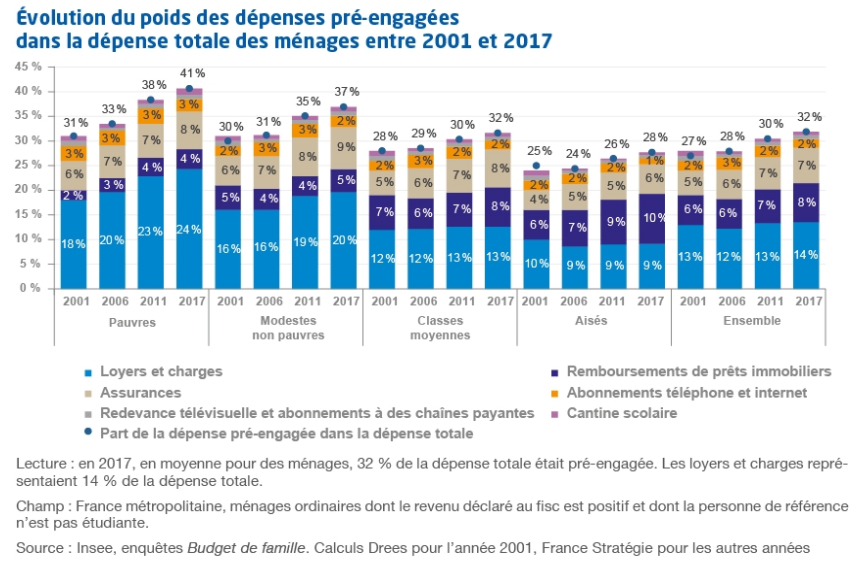 Évolution du poids des dépenses pré-engagées
dans la dépense totale des ménages entre 2001 et 2017
45 %
40 %
35 %
30 %
25 %
20 %
15 %
10 %
5 %
0 %
31 % 33 % 38 % 41 % 30 % 31 % 35 % 37 % 28 % 29 % 30 % 32 % 25% 24 % 26 % 28 % 27 % 28 % 30 % 32 %
3 % 3 % 3 % 3 % 2 % 3 % 3 % 2 % 2 % 3 % 2 % 2 % 2 % 2 % 2 % 1 % 2 % 3 % 2 % 2 %
6 % 7 % 7 % 8 % 6 % 7 % 8 % 9 % 5 % 6 % 7 % 8 % 4 % 5 % 5 % 6 % 5 % 6 % 7 % 7 %
2 % 3 % 4 % 4 % 5 % 4 % 4 % 5 % 7 % 6 % 7 % 8 % 6 % 7 % 9 % 10 % 6 % 6 % 7 % 8 %
18 % 20 % 23 % 24 % 16 % 16 % 19 % 20 % 12 % 12 % 13 % 13 % 10 % 9 % 9 % 9 % 13 % 12 % 13 % 14 %
2001 2006 2011 2017 2001 2006 2011 2017 2001 2006 2011 2017 2001 2006 2011 2017 2001 2006 2011 2017
Pauvres Modestes Classes Aisés Ensemble
non pauvres moyennes
Loyers et charges Remboursements de prêts immobiliers
Assurances Abonnements téléphone et internet
Redevance télévisuelle et abonnements à des chaînes payantes Cantine scolaire
Part de la dépense pré-engagée dans la dépense totale
Lecture : en 2017, en moyenne pour des ménages, 32 % de la dépense totale était pré-engagée. Les loyers et charges repré-
sentaient 14 % de la dépense totale.
Champ : France métropolitaine, ménages ordinaires dont le revenu déclaré au fisc est positif et dont la personne de référence
n'est pas étudiante.
Source : Insee, enquêtes Budget de famille. Calculs Drees pour l'année 2001, France Stratégie pour les autres années